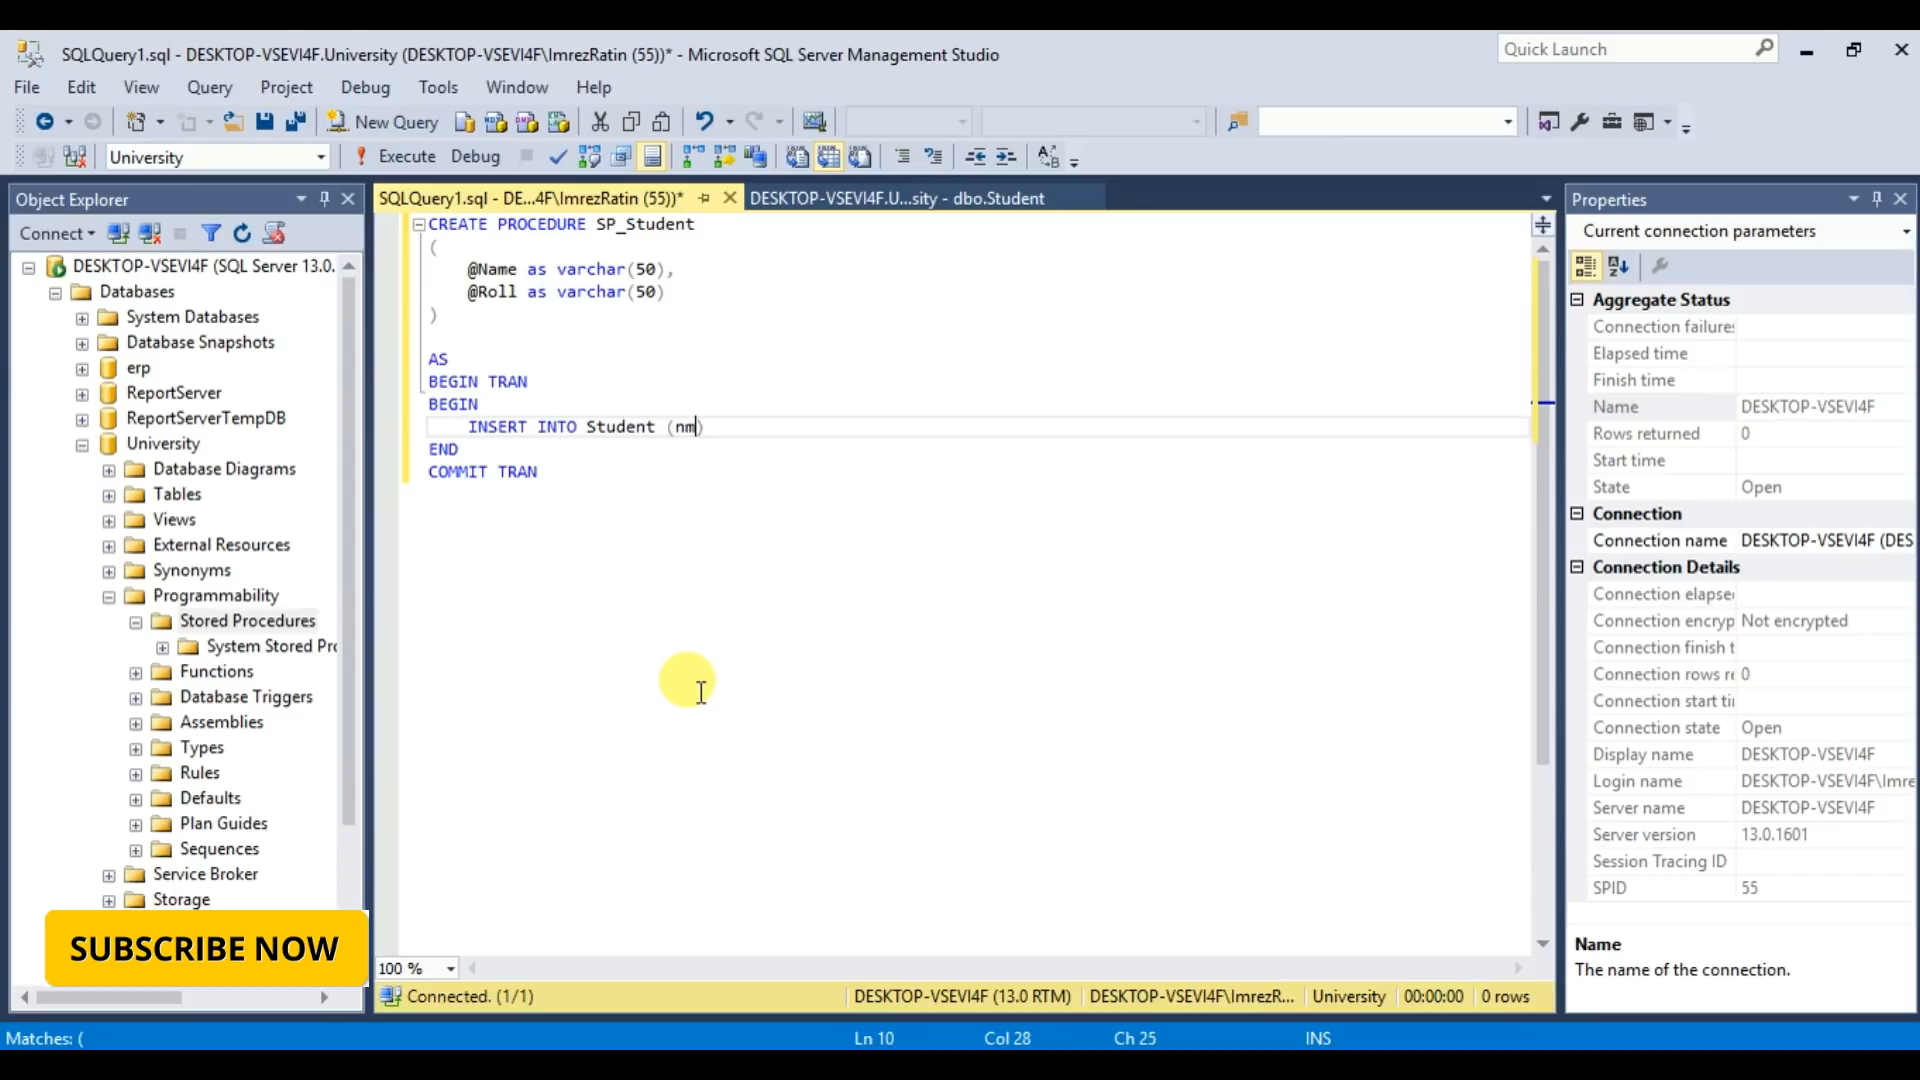 SQLQuery1.sql - DESKTOP-VSEVI4F.University (DESKTOP-VSEVI4F\ImrezRatin (55))* - Microsoft SQL Server Management Studio
Quick Launch
File Edit View Query Project Debug Tools Window Help
New Query
University
Execute Debug
Object Explorer
Connect
DESKTOP-VSEVI4F (SQL Server 13.0.
Databases
System Databases
Database Snapshots
erp
ReportServer
ReportServerTempDB
University
Database Diagrams
Tables
Views
External Resources
Synonyms
Programmability
Stored Procedures
System Stored Pro
Functions
Database Triggers
Assemblies
Types
Rules
Defaults
Plan Guides
Sequences
Service Broker
Storage
SUBSCRIBE NOW
SQLQuery1.sql - DE...4F\ImrezRatin (55))*
DESKTOP-VSEVI4F.U...sity - dbo.Student
CREATE PROCEDURE SP_Student
(
@Name as varchar(50),
@Roll as varchar(50)
)
AS
BEGIN TRAN
BEGIN
INSERT INTO Student (nm)
END
COMMIT TRAN
100 %
Connected. (1/1)
DESKTOP-VSEVI4F (13.0 RTM)
DESKTOP-VSEVI4F\ImrezR...
University
00:00:00
0 rows
Properties
Current connection parameters
Aggregate Status
Connection failures
Elapsed time
Finish time
Name DESKTOP-VSEVI4F
Rows returned 0
Start time
State Open
Connection
Connection name DESKTOP-VSEVI4F (DES
Connection Details
Connection elapse
Connection encryp Not encrypted
Connection finish t
Connection rows re 0
Connection start ti
Connection state Open
Display name DESKTOP-VSEVI4F
Login name DESKTOP-VSEVI4F\Imre
Server name DESKTOP-VSEVI4F
Server version 13.0.1601
Session Tracing ID
SPID 55
Name
The name of the connection.
Matches: (
Ln 10
Col 28
Ch 25
INS